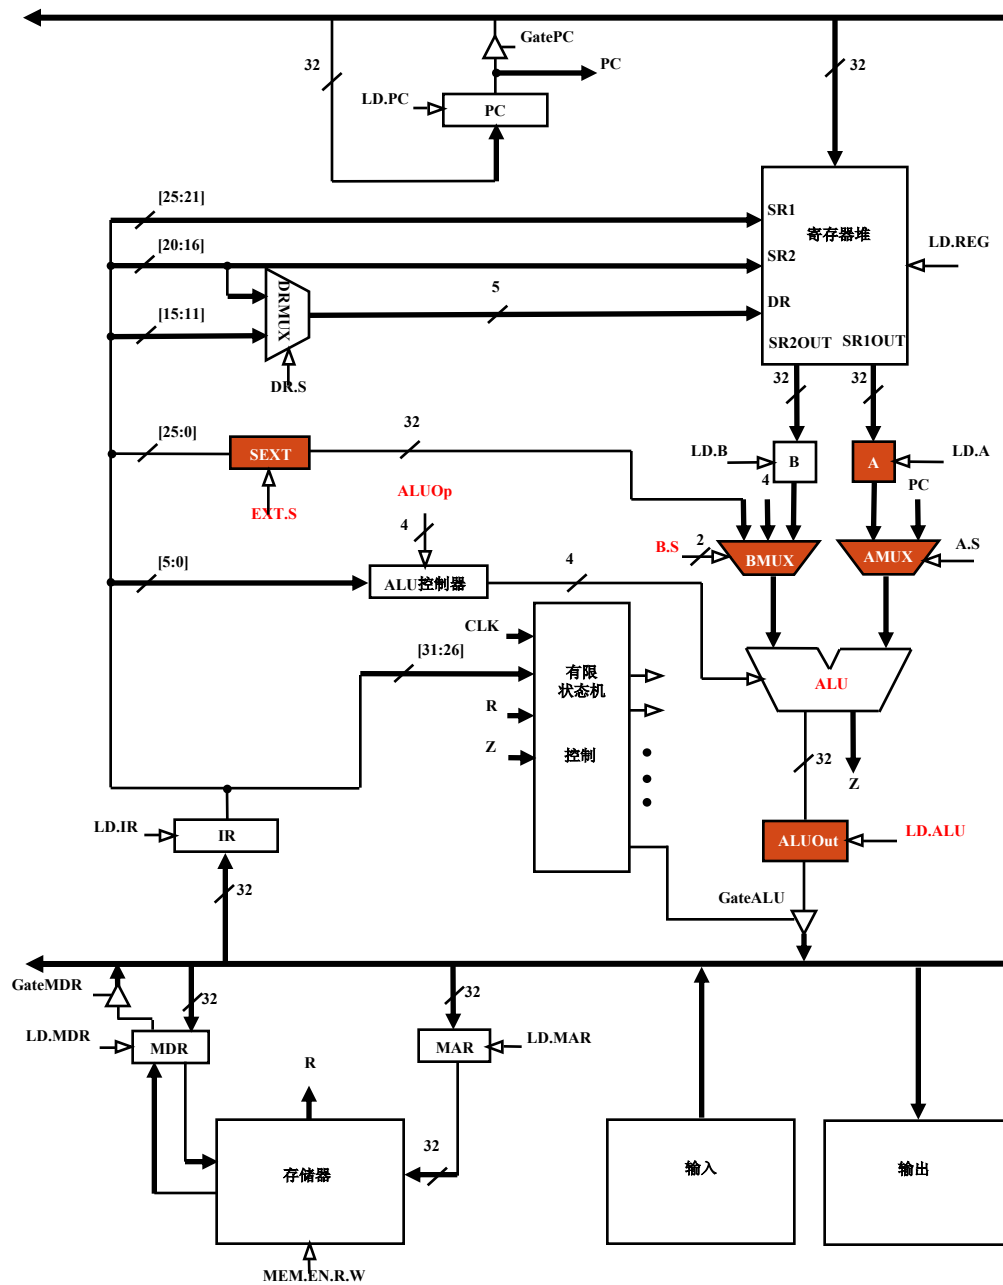 GatePC
32
PC
32
LD.PC
PC
[25:21]
SR1
寄存器堆
LD.REG
[20:16]
SR2
DRMUX
5
DR
[15:11]
SR2OUT
SR1OUT
DR.S
32
32
[25:0]
32
SEXT
LD.B
B
A
LD.A
ALUOp
4
PC
EXT.S
4
B.S
2
BMUX
AMUX
A.S
[5:0]
ALU控制器
4
CLK
[31:26]
有限
状态机
ALU
R
Z
控制
32
Z
LD.IR
IR
ALUOut
LD.ALU
32
GateALU
GateMDR
32
32
LD.MDR
MDR
MAR
LD.MAR
R
32
存储器
输入
输出
MEM.EN.R.W